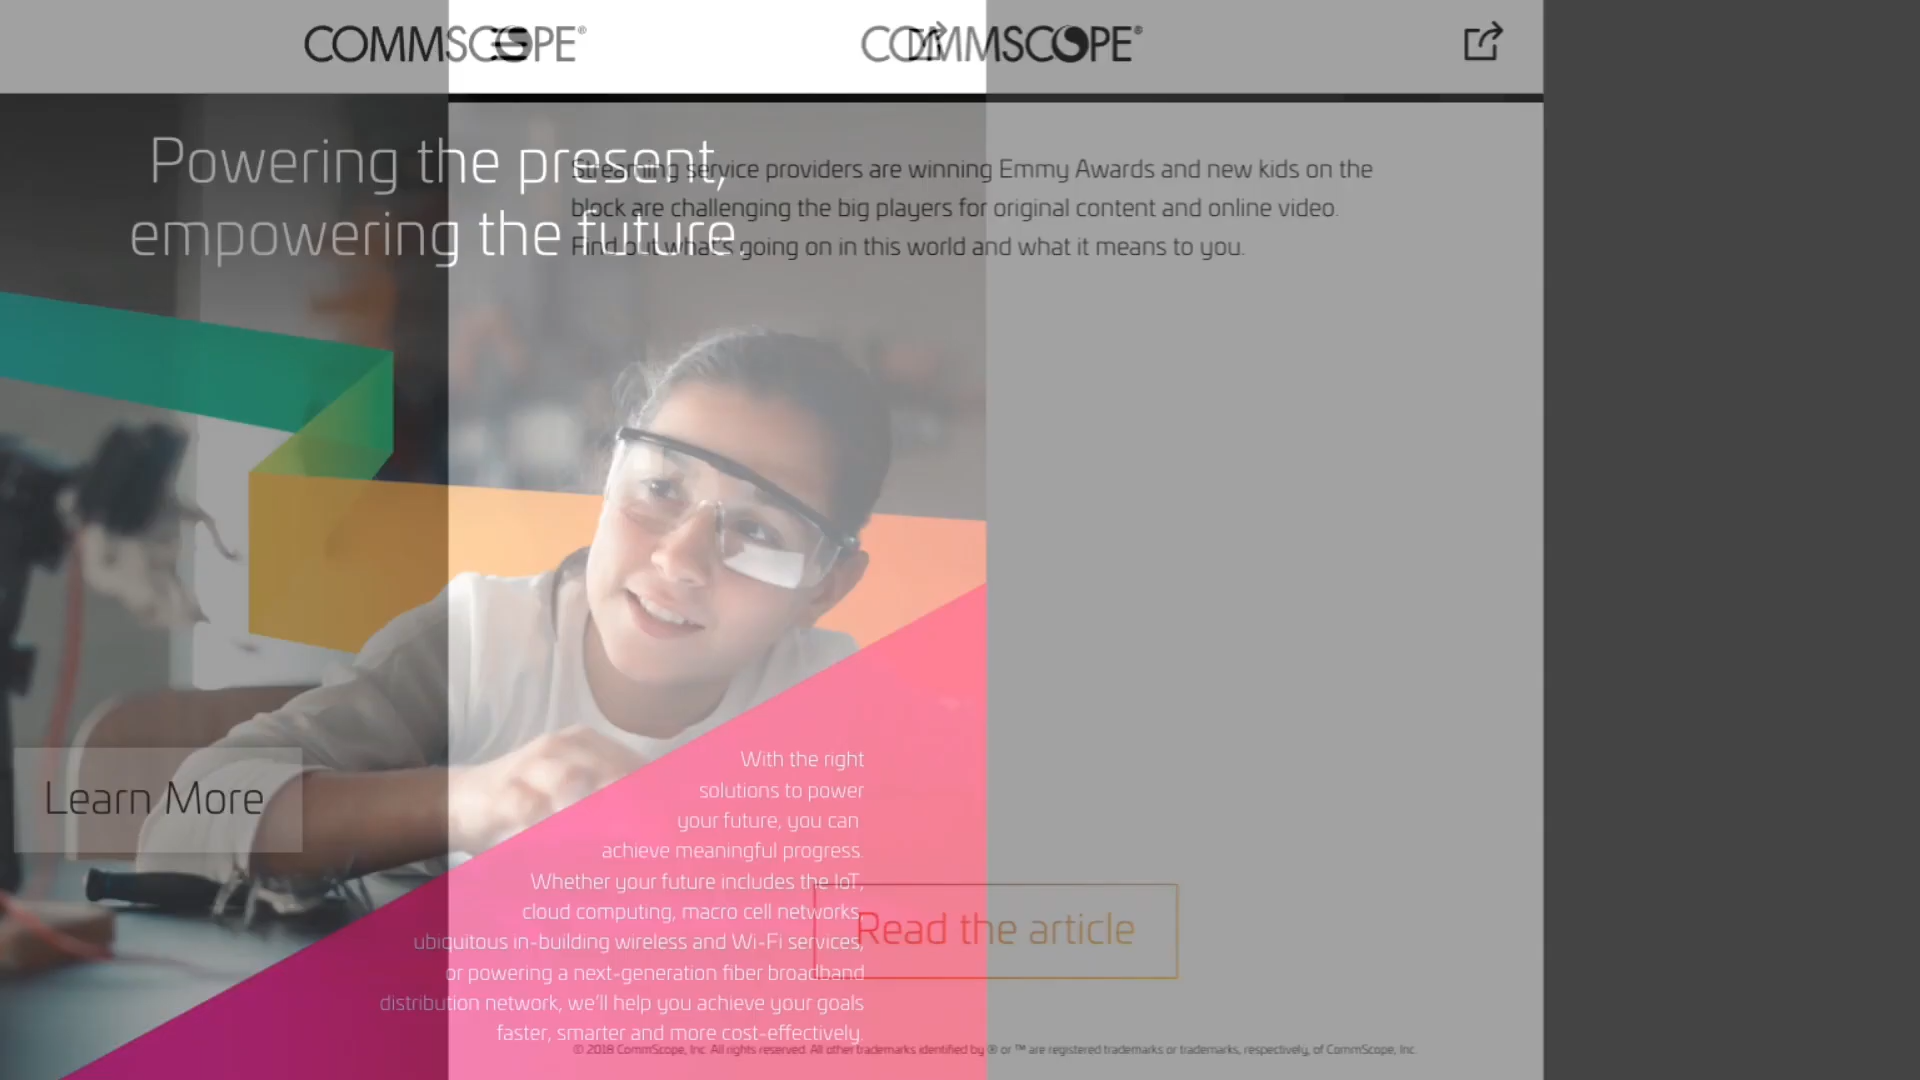 COMMSCOPE®
COMMSCOPE®
Powering the present,
empowering the future.
Streaming service providers are winning Emmy Awards and new kids on the
block are challenging the big players for original content and online video.
Find out what's going on in this world and what it means to you.
Learn More
With the right
solutions to power
your future, you can
achieve meaningful progress.
Whether your future includes the IoT,
cloud computing, macro cell networks,
ubiquitous in-building wireless and Wi-Fi services,
or powering a next-generation fiber broadband
distribution network, we'll help you achieve your goals
faster, smarter and more cost-effectively.
Read the article
© 2018 CommScope, Inc. All rights reserved. All other trademarks identified by ® or ™ are registered trademarks or trademarks, respectively, of CommScope, Inc.